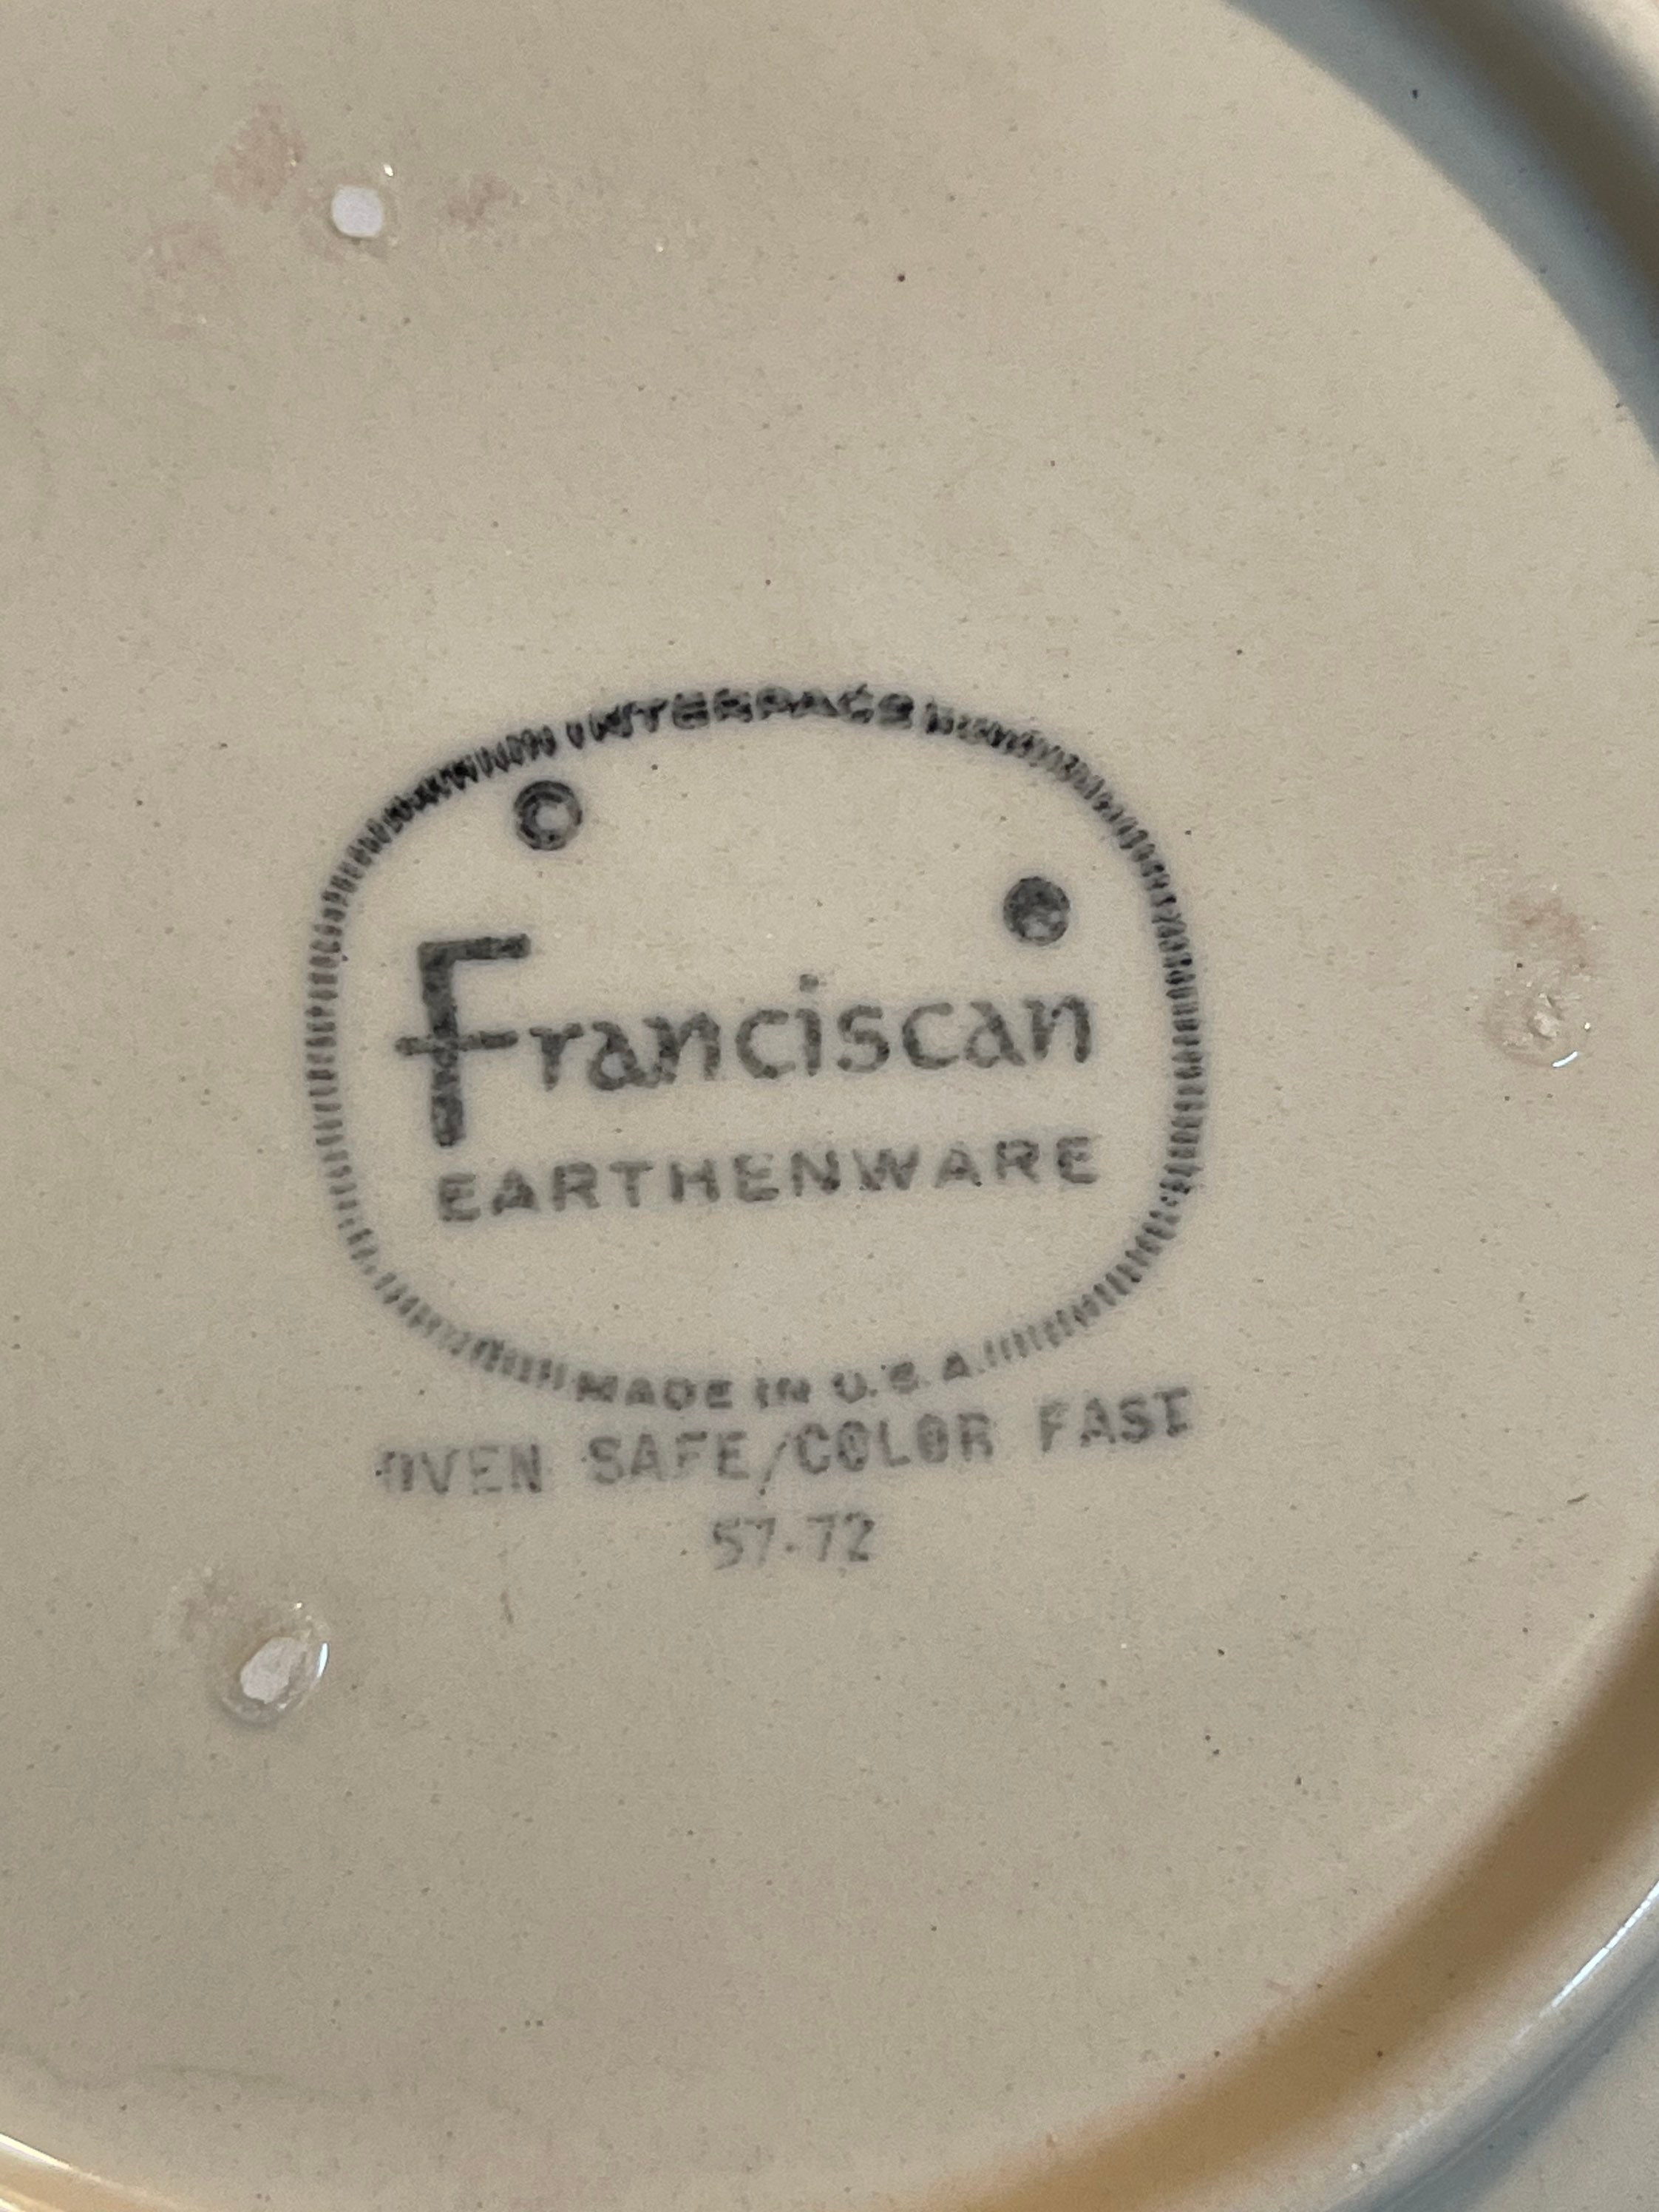 INTERPACE
©
®
Franciscan
EARTHENWARE
MADE IN U.S.A.
OVEN SAFE/COLOR FAST
57-72